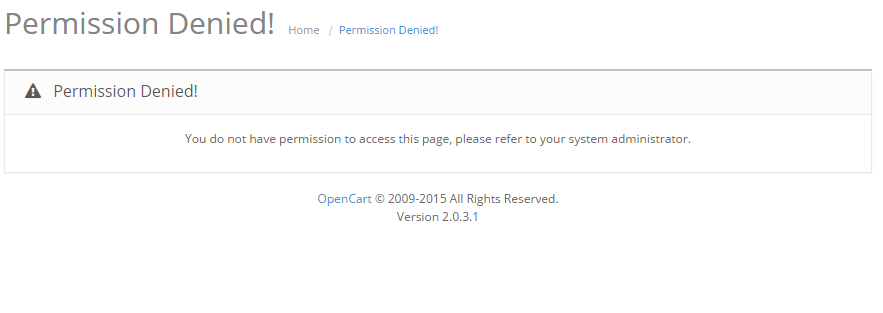 Permission Denied! Home / Permission Denied!
Permission Denied!
You do not have permission to access this page, please refer to your system administrator.
OpenCart © 2009-2015 All Rights Reserved.
Version 2.0.3.1